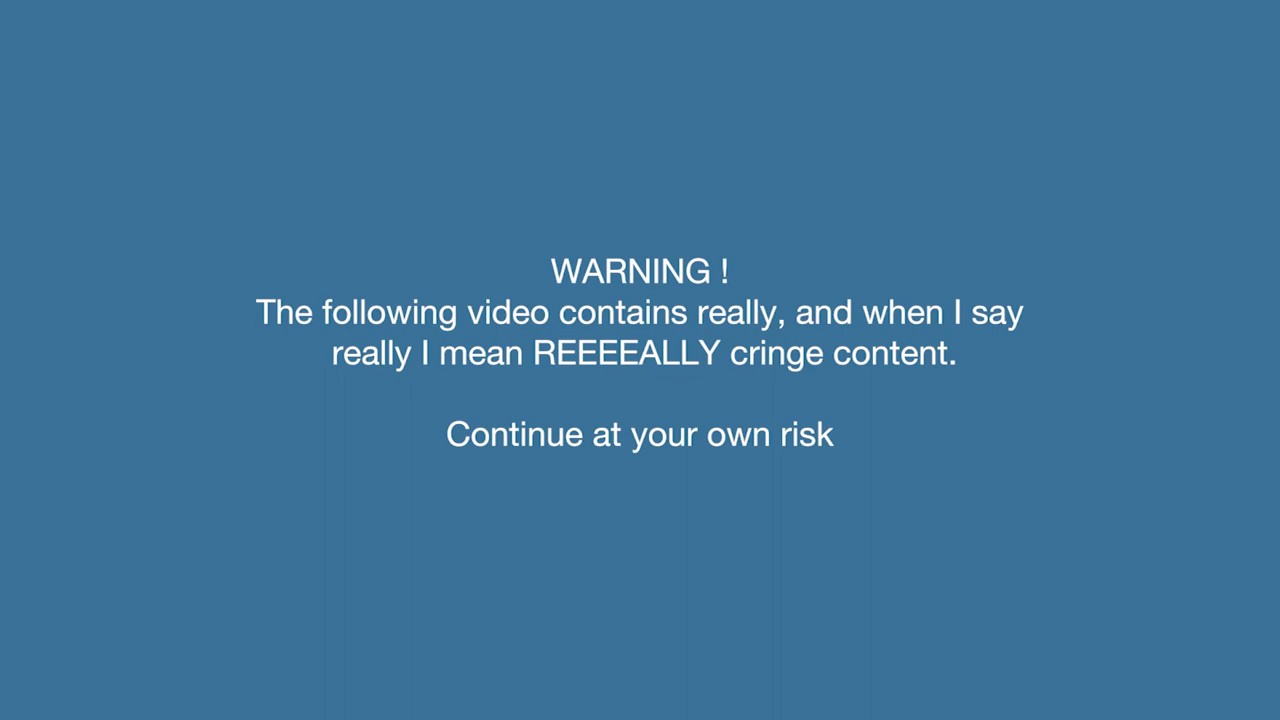 WARNING !
The following video contains really, and when I say
really I mean REEEEALLY cringe content.
Continue at your own risk